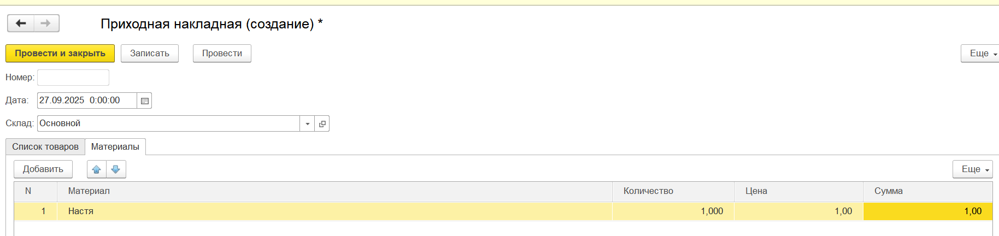 Приходная накладная (создание) *
Провести и закрыть Записать Провести Еще
Номер:
Дата: 27.09.2025 0:00:00
Склад: Основной
Список товаров Материалы
Добавить Еще
N Материал Количество Цена Сумма
1 Настя 1,000 1,00 1,00